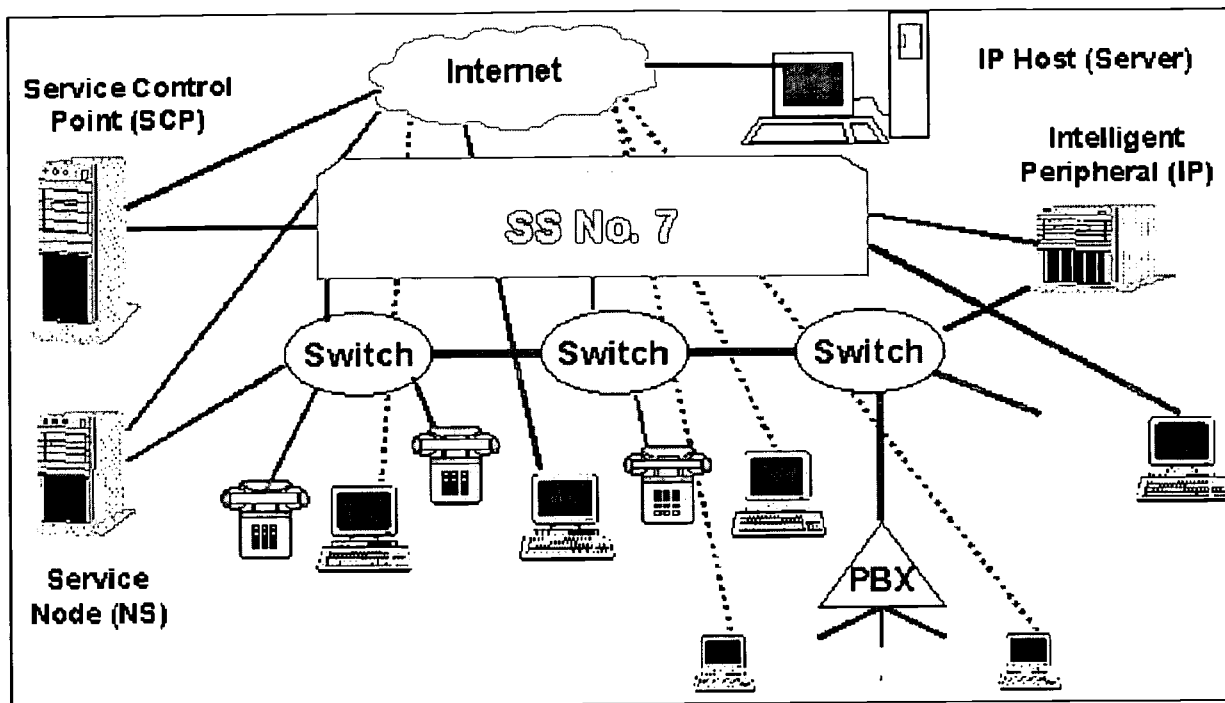 Internet
IP Host (Server)
Service Control
Point (SCP)
Intelligent
Peripheral (IP)
SS No. 7
Switch
Switch
Switch
Service
Node (NS)
PBX